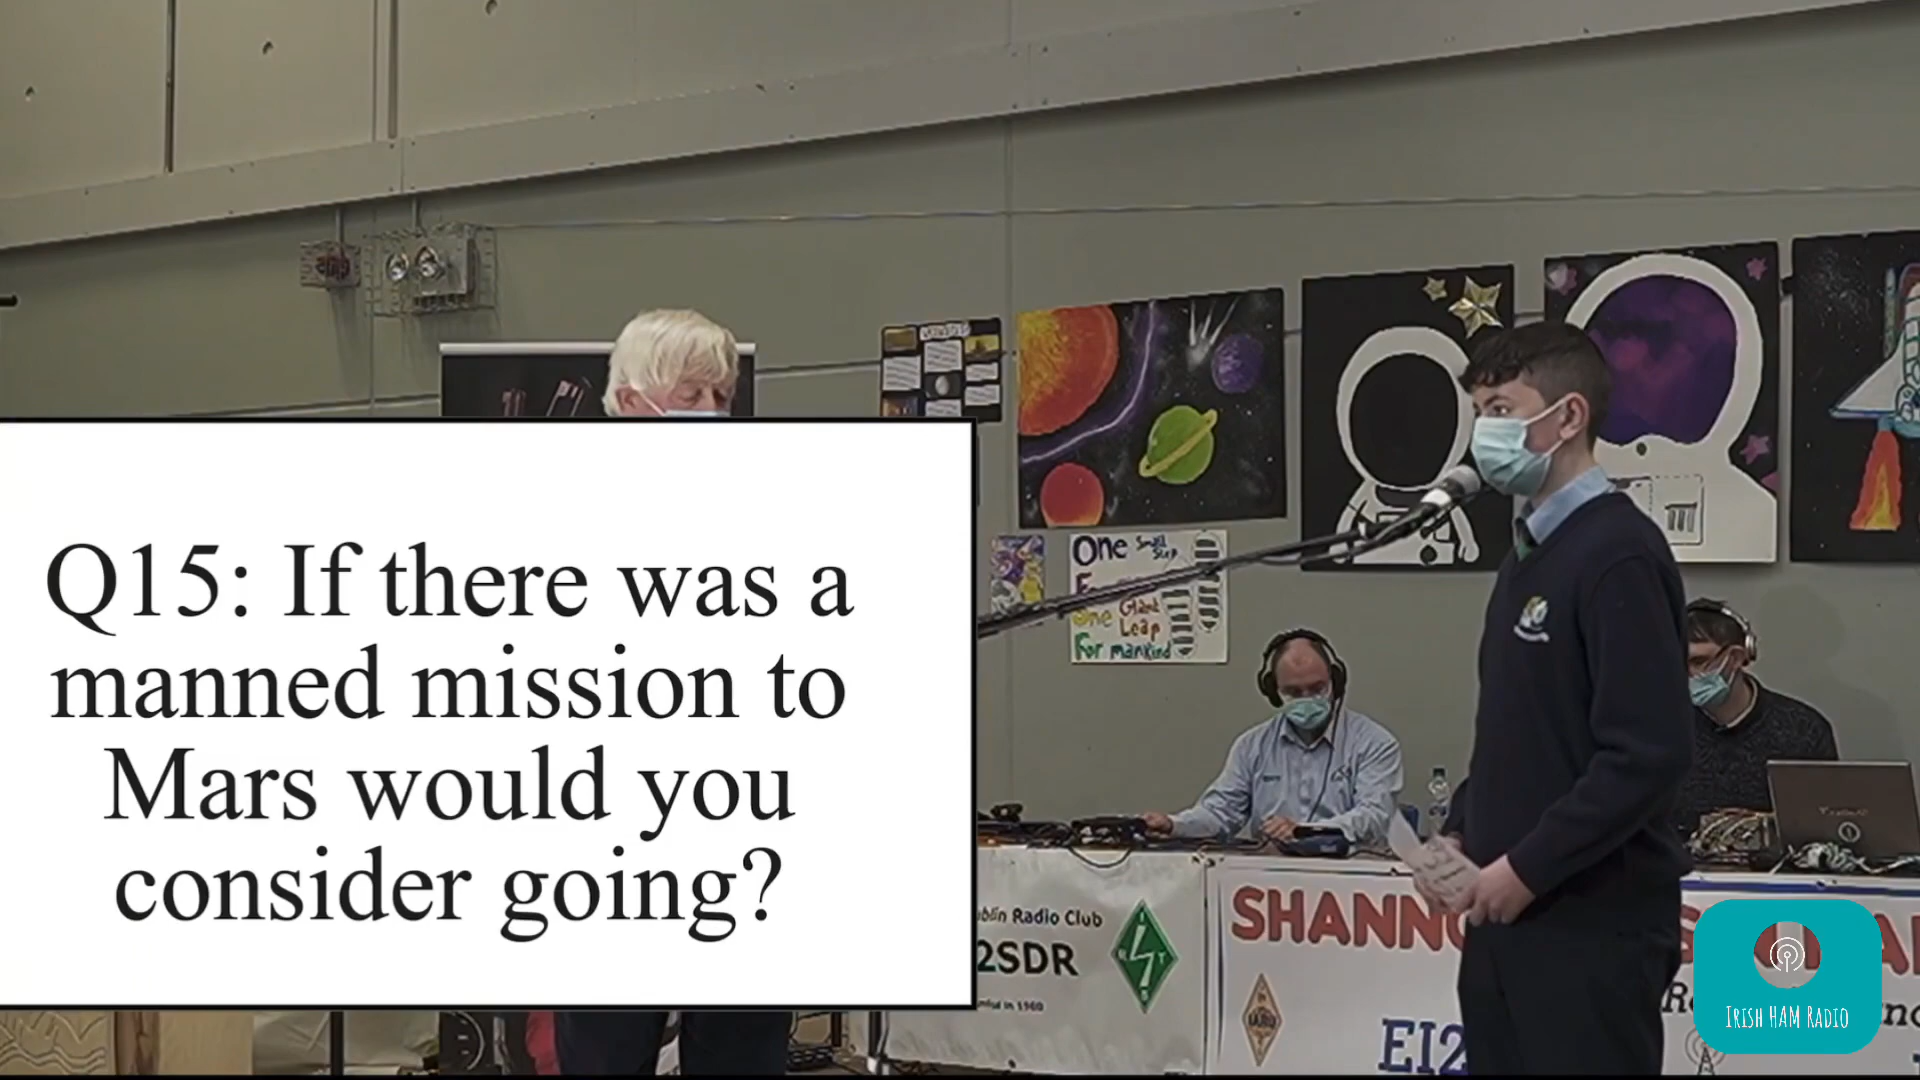 Q15: If there was a
manned mission to
Mars would you
consider going?
One Small
Step
One Giant
Leap
For mankind
Radio Club
2SDR
SHANN
EI2
IRISH HAM RADIO